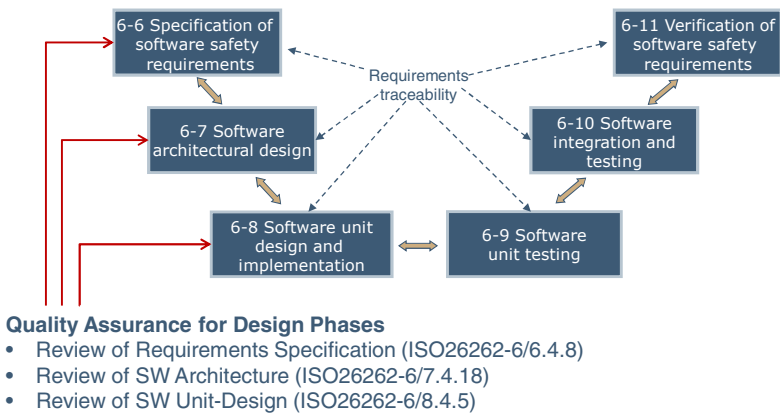 6-6 Specification of
software safety
requirements
6-11 Verification of
software safety
requirements
Requirements
traceability
6-7 Software
architectural design
6-10 Software
integration and
testing
6-8 Software unit
design and
implementation
6-9 Software
unit testing
Quality Assurance for Design Phases
• Review of Requirements Specification (ISO26262-6/6.4.8)
• Review of SW Architecture (ISO26262-6/7.4.18)
• Review of SW Unit-Design (ISO26262-6/8.4.5)